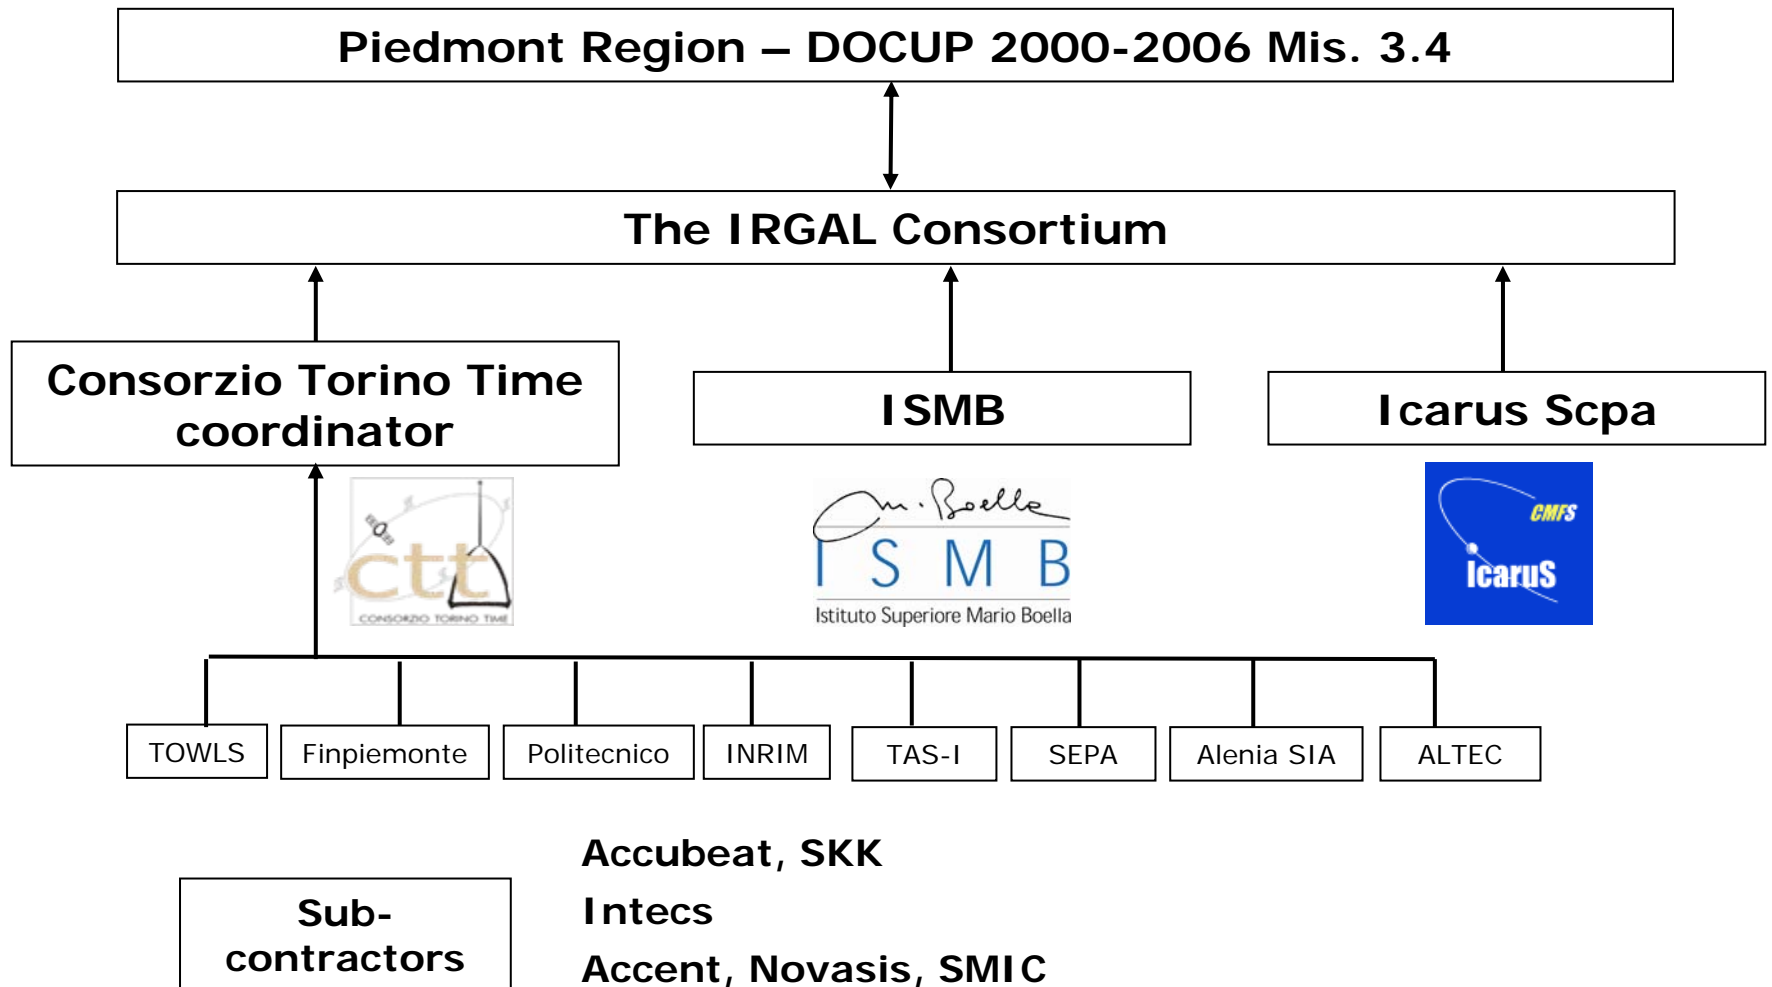 Piedmont Region – DOCUP 2000-2006 Mis. 3.4
The IRGAL Consortium
Consorzio Torino Time
coordinator
ISMB
Icarus Scpa
ctt
CONSORZIO TORINO TIME
M. Boella
I S M B
Istituto Superiore Mario Boella
CMFS
IcaruS
TOWLS
Finpiemonte
Politecnico
INRIM
TAS-I
SEPA
Alenia SIA
ALTEC
Sub-
contractors
Accubeat, SKK
Intecs
Accent, Novasis, SMIC